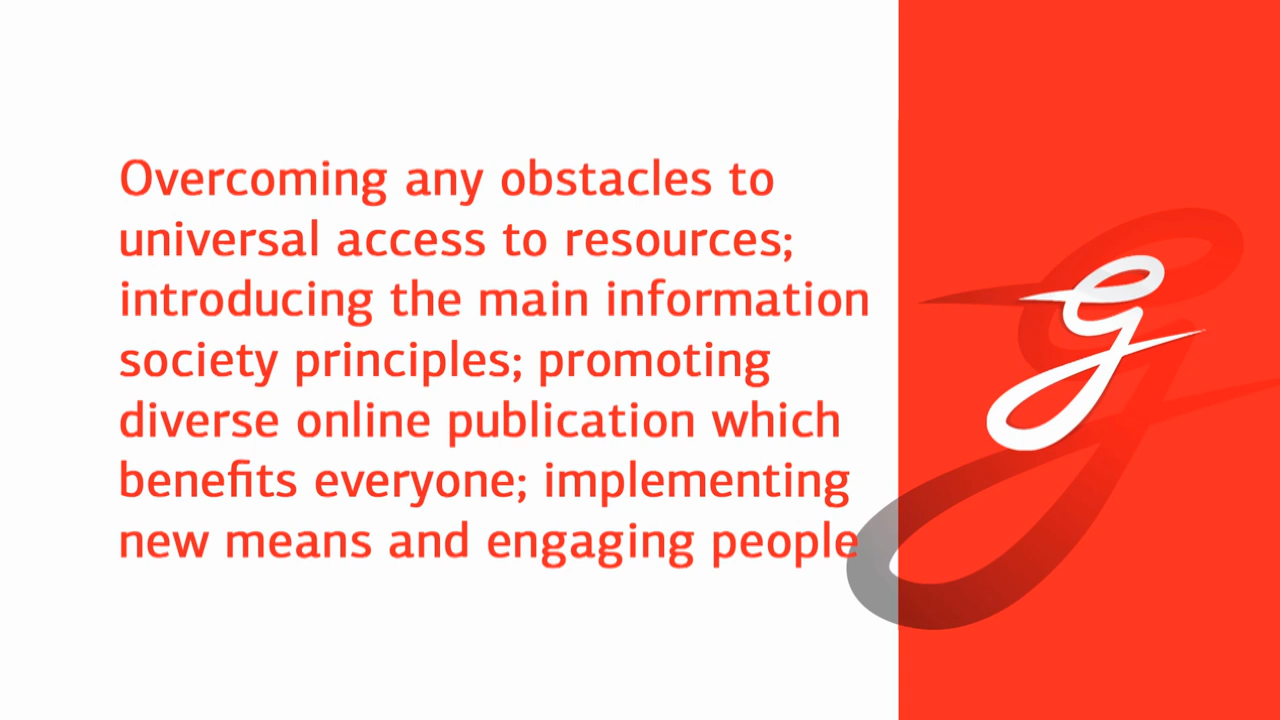 Overcoming any obstacles to
universal access to resources;
introducing the main information
society principles; promoting
diverse online publication which
benefits everyone; implementing
new means and engaging people
g